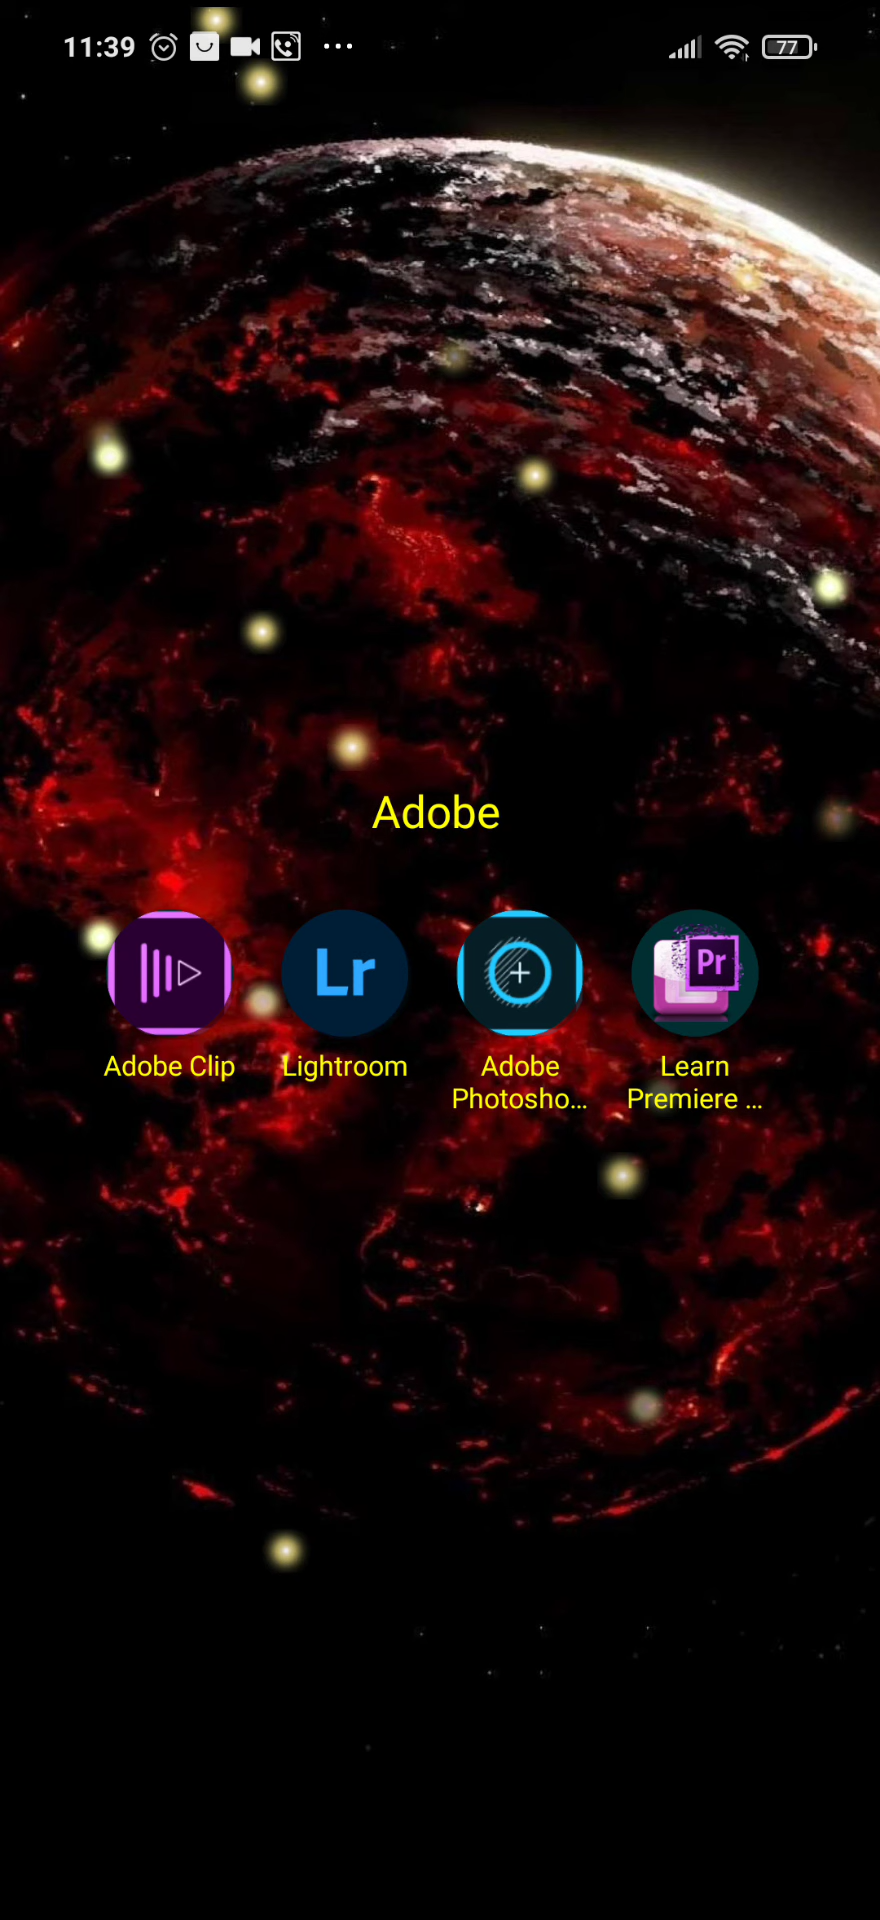 11:39
77
Adobe
Lr
Pr
Adobe Clip
Lightroom
Adobe
Photosho...
Learn
Premiere ...